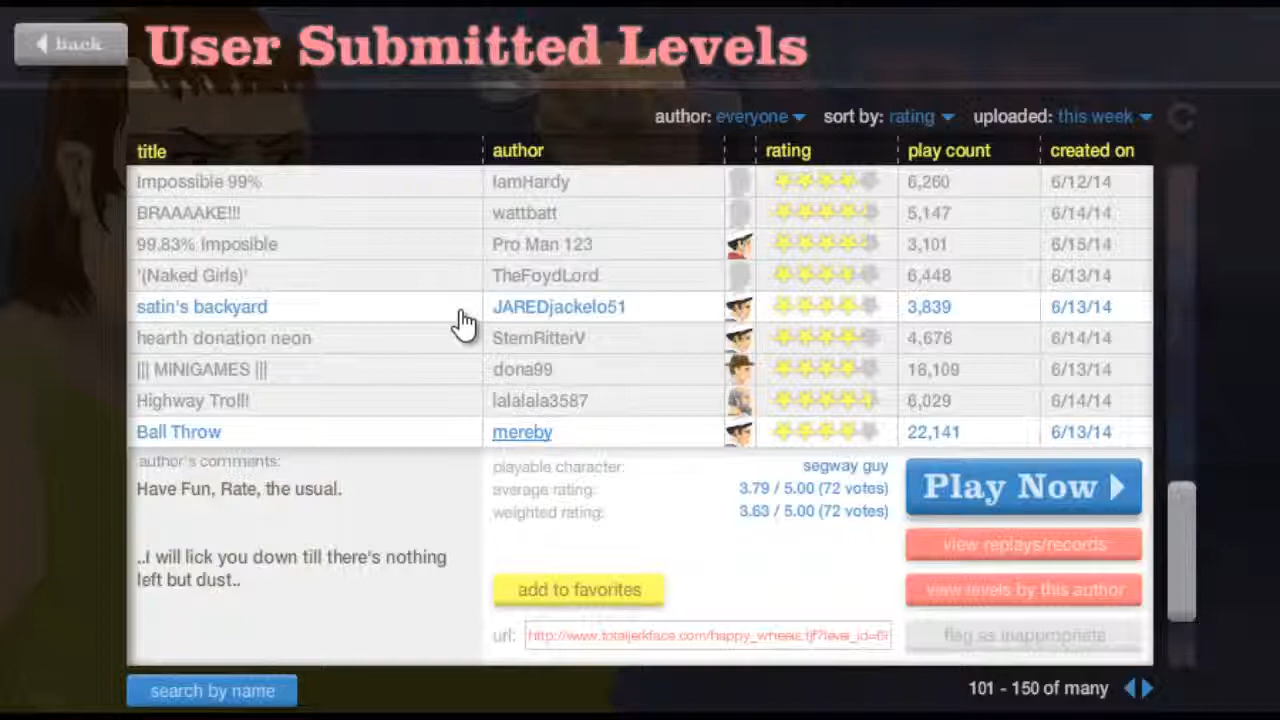 back
User Submitted Levels
author: everyone sort by: rating uploaded: this week
title author rating play count created on
Impossible 99% IamHardy 6,260 6/12/14
BRAAAAKE!!! wattbatt 5,147 6/14/14
99.83% Imposible Pro Man 123 3,101 6/15/14
'(Naked Girls)' TheFoydLord 6,448 6/13/14
satin's backyard JAREDjackelo51 3,839 6/13/14
hearth donation neon SternRitterV 4,676 6/14/14
||| MINIGAMES ||| dona99 16,109 6/13/14
Highway Troll! lalalala3587 6,029 6/14/14
Ball Throw mereby 22,141 6/13/14
author's comments:
Have Fun, Rate, the usual.
..I will lick you down till there's nothing
left but dust..
playable character: segway guy
average rating: 3.79 / 5.00 (72 votes)
weighted rating: 3.63 / 5.00 (72 votes)
add to favorites
url: http://www.totaljerkface.com/happy_wheels.tjf?level_id=
Play Now
view replays/records
view levels by this author
flag as inappropriate
search by name
101 - 150 of many